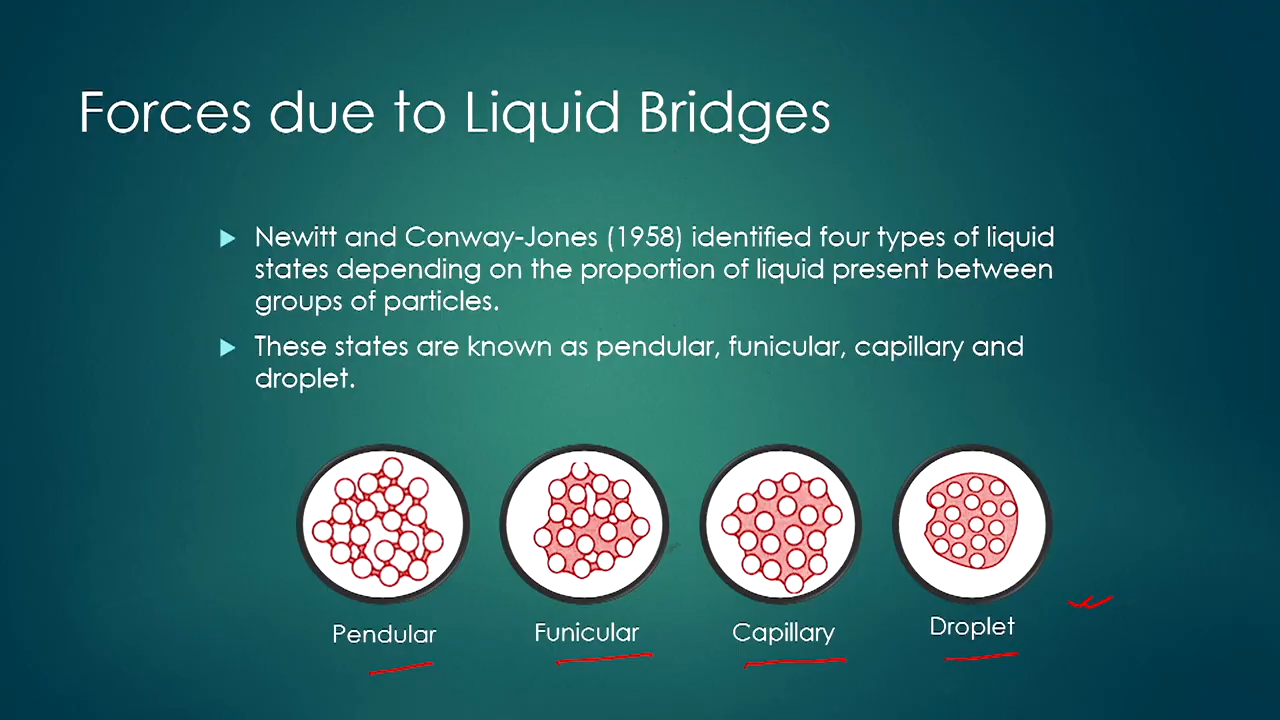 Forces due to Liquid Bridges
Newitt and Conway-Jones (1958) identified four types of liquid
states depending on the proportion of liquid present between
groups of particles.
These states are known as pendular, funicular, capillary and
droplet.
Pendular
Funicular
Capillary
Droplet